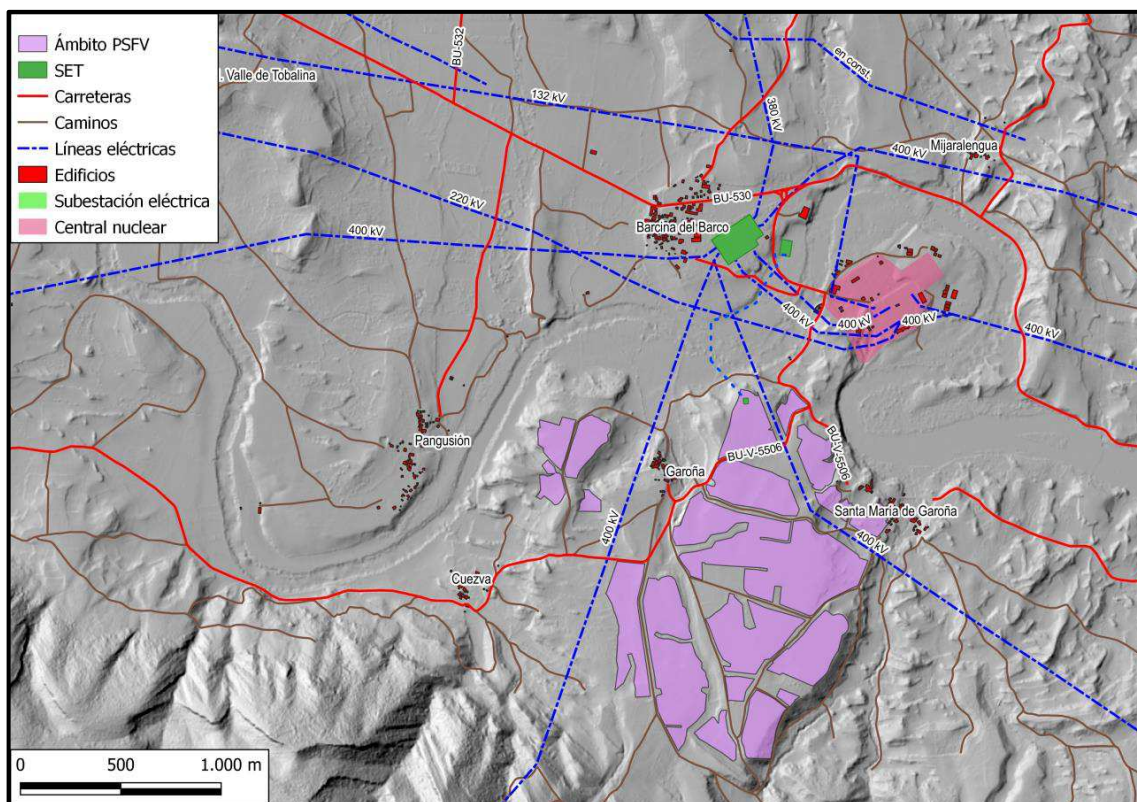 Ámbito PSFV
SET
Carreteras
Caminos
Líneas eléctricas
Edificios
Subestación eléctrica
Central nuclear
BU-532
. Valle de Tobalina
132 kV
380 kV
en const.
400 kV
Mijaralengua
220 kV
400 kV
BU-530
Barcina del Barco
400 kV
400 kV
400 kV
400 kV
Pangusión
Garoña
BU-V-5506
BU-V-5506
Santa María de Garoña
400 kV
400 kV
Cuezva
0 500 1.000 m